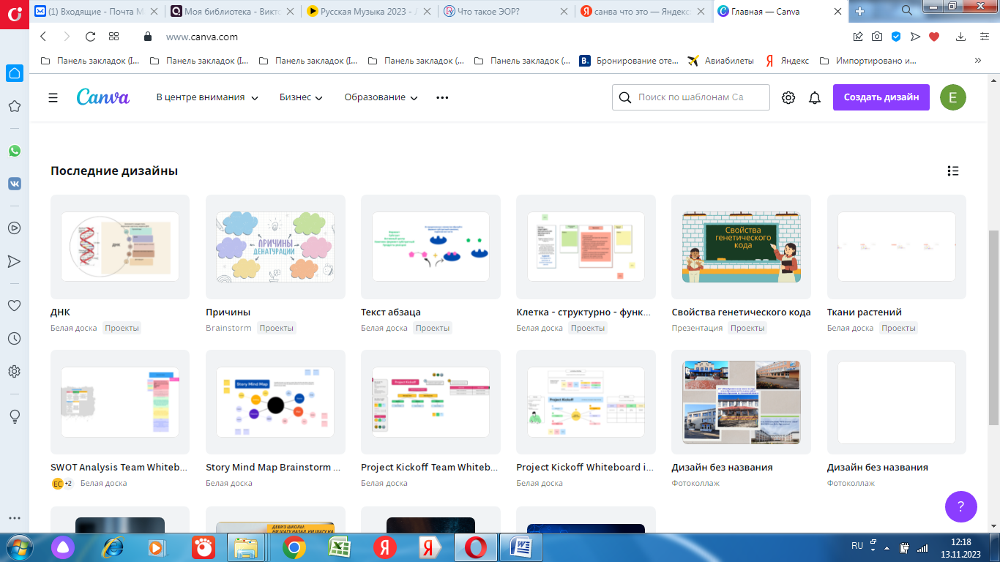 (1) Входящие - Почта М
Моя библиотека - Викт
Русская Музыка 2023 -
Что такое ЭОР?
санва что это — Яндекс
Главная — Canva
www.canva.com
Панель закладок (I...
Панель закладок (I...
Панель закладок (I...
Панель закладок (...
Панель закладок (...
Бронирование оте...
Авиабилеты
Яндекс
Импортировано и...
Canva
В центре внимания
Бизнес
Образование
Поиск по шаблонам Ca
Создать дизайн
E
Последние дизайны
ДНК
ПРИЧИНЫ
ДЕНАТУРАЦИИ
Свойства
генетического
кода
ДНК
Причины
Текст абзаца
Клетка - структурно - функ...
Свойства генетического кода
Ткани растений
Белая доска Проекты
Brainstorm Проекты
Белая доска Проекты
Белая доска Проекты
Презентация Проекты
Белая доска Проекты
Story Mind Map
Project Kickoff
Project Kickoff
SWOT Analysis Team Whiteb...
Story Mind Map Brainstorm ...
Project Kickoff Team Whiteb...
Project Kickoff Whiteboard i...
Дизайн без названия
Дизайн без названия
EC +2 Белая доска
Белая доска
Белая доска
Белая доска
Фотоколлаж
Фотоколлаж
?
ДЕВИЗ ШКОЛЫ:
НИ ШАГУ НАЗАД, НИ ШАГУ НА
RU
12:18
13.11.2023